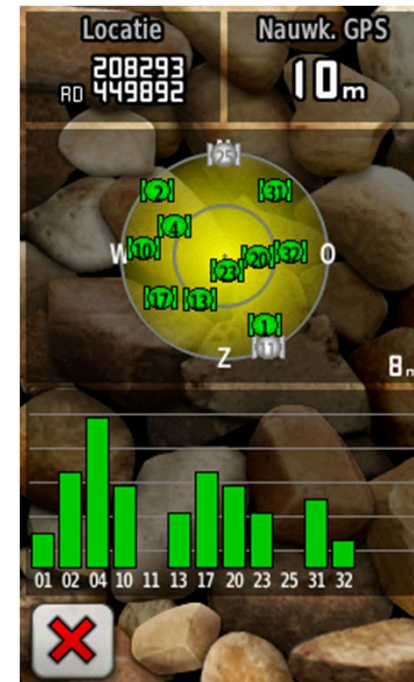 Locatie Nauwk. GPS
208293
RD 449892
10m
N
25
2 31
4
W 10 20 32 O
23
17 13
1
11
Z
8m
01 02 04 10 11 13 17 20 23 25 31 32